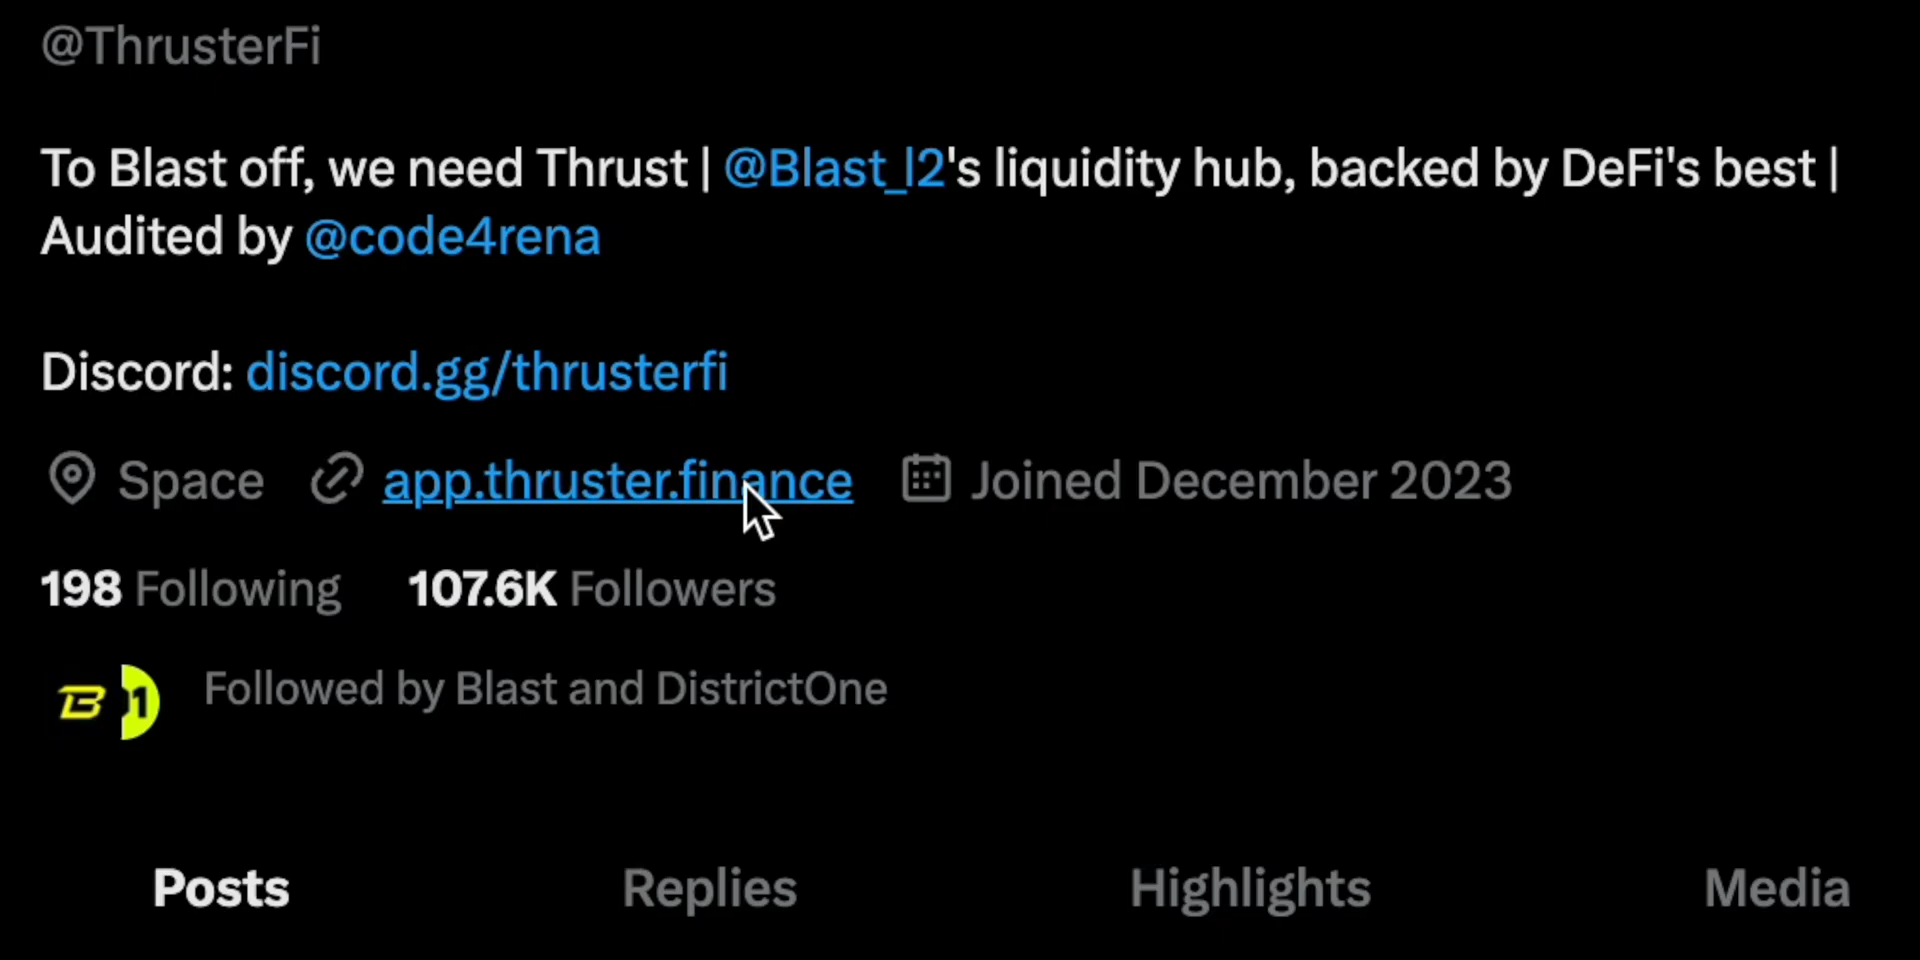 @ThrusterFi
To Blast off, we need Thrust | @Blast_l2's liquidity hub, backed by DeFi's best |
Audited by @code4rena
Discord: discord.gg/thrusterfi
Space app.thruster.finance Joined December 2023
198 Following 107.6K Followers
B 1 Followed by Blast and DistrictOne
Posts Replies Highlights Media